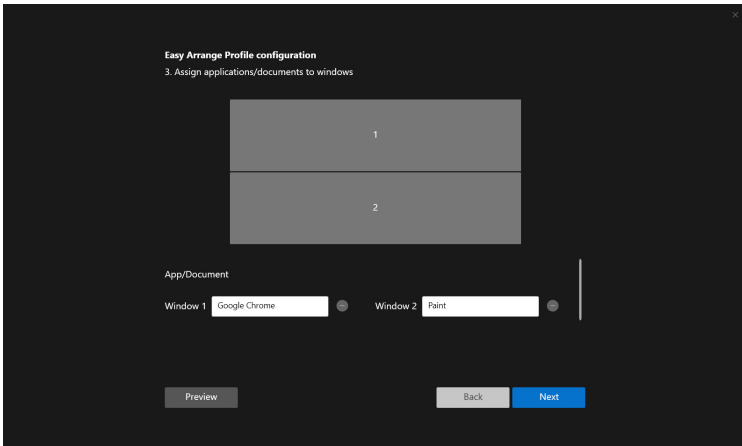 Easy Arrange Profile configuration
3. Assign applications/documents to windows
1
2
App/Document
Window 1 Google Chrome Window 2 Paint
Preview Back Next